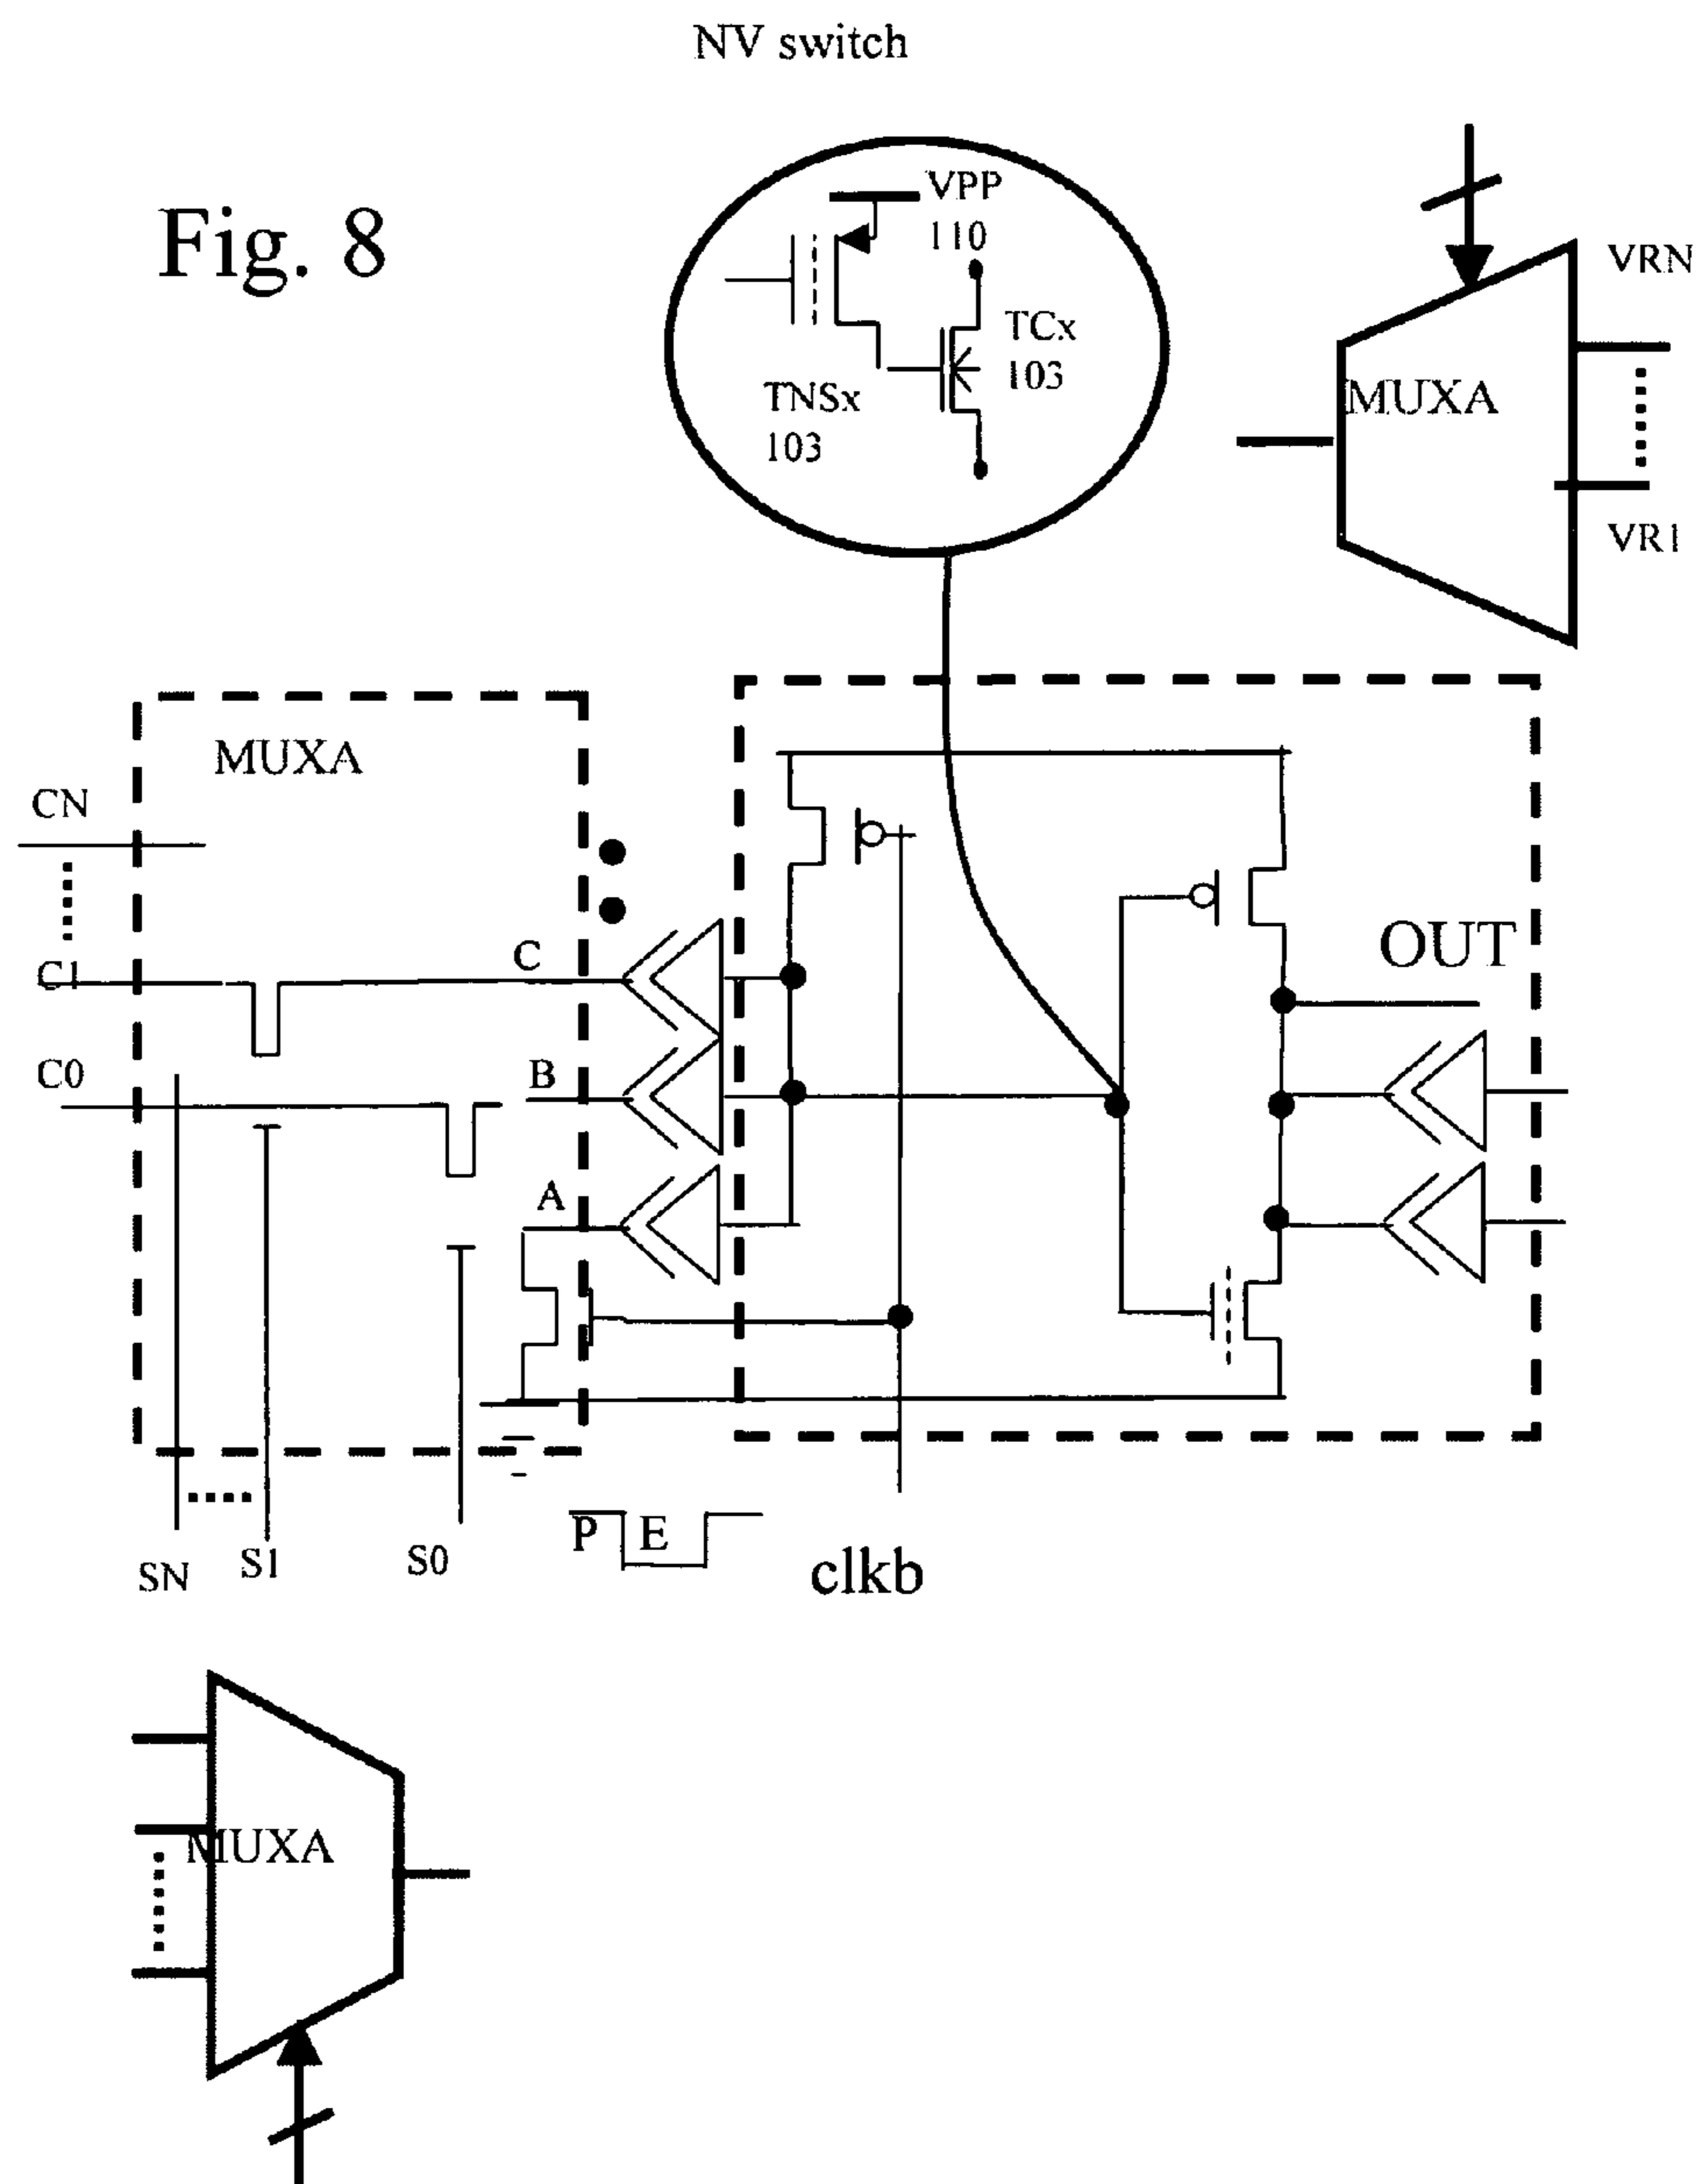 NV switch
Fig. 8
VPP
110
TCx
103
TNSx
103
VRN
MUXA
VR1
MUXA
CN
C1
C
C0
B
A
OUT
P E
clkb
SN
S1
S0
MUXA